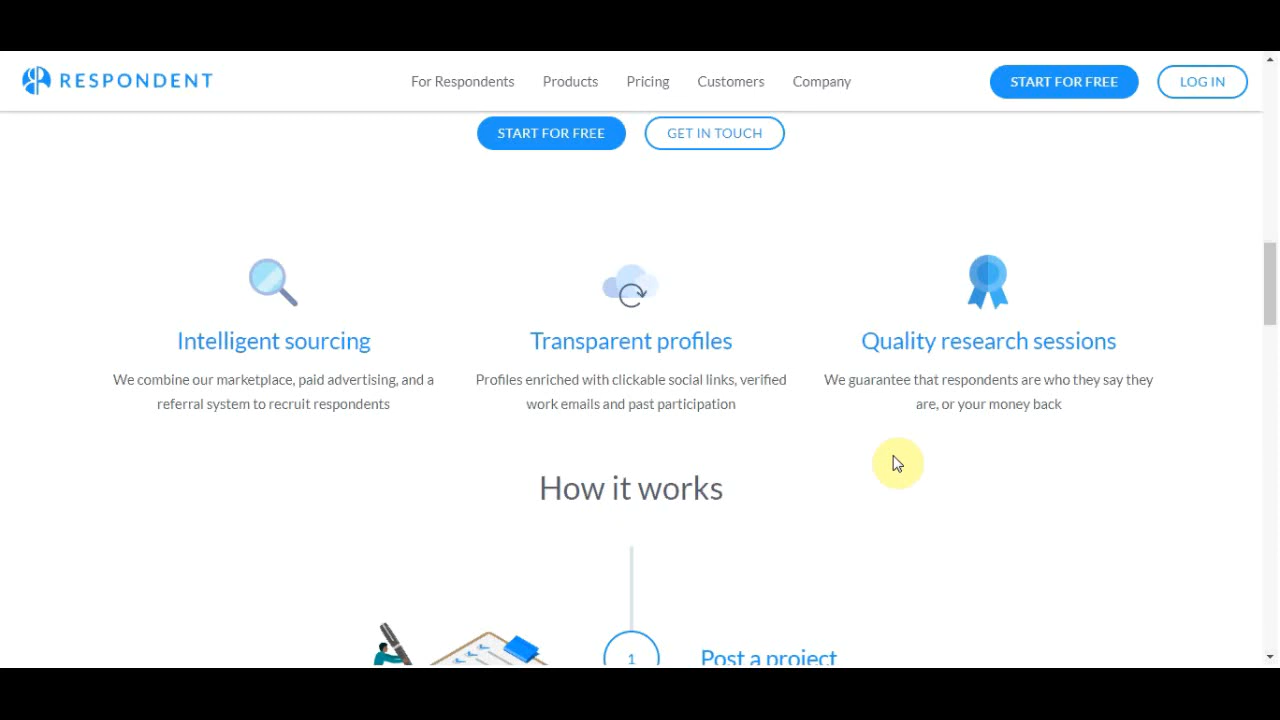 RESPONDENT
For Respondents Products Pricing Customers Company
START FOR FREE LOG IN
START FOR FREE GET IN TOUCH
Intelligent sourcing
We combine our marketplace, paid advertising, and a
referral system to recruit respondents
Transparent profiles
Profiles enriched with clickable social links, verified
work emails and past participation
Quality research sessions
We guarantee that respondents are who they say they
are, or your money back
How it works
1
Post a project